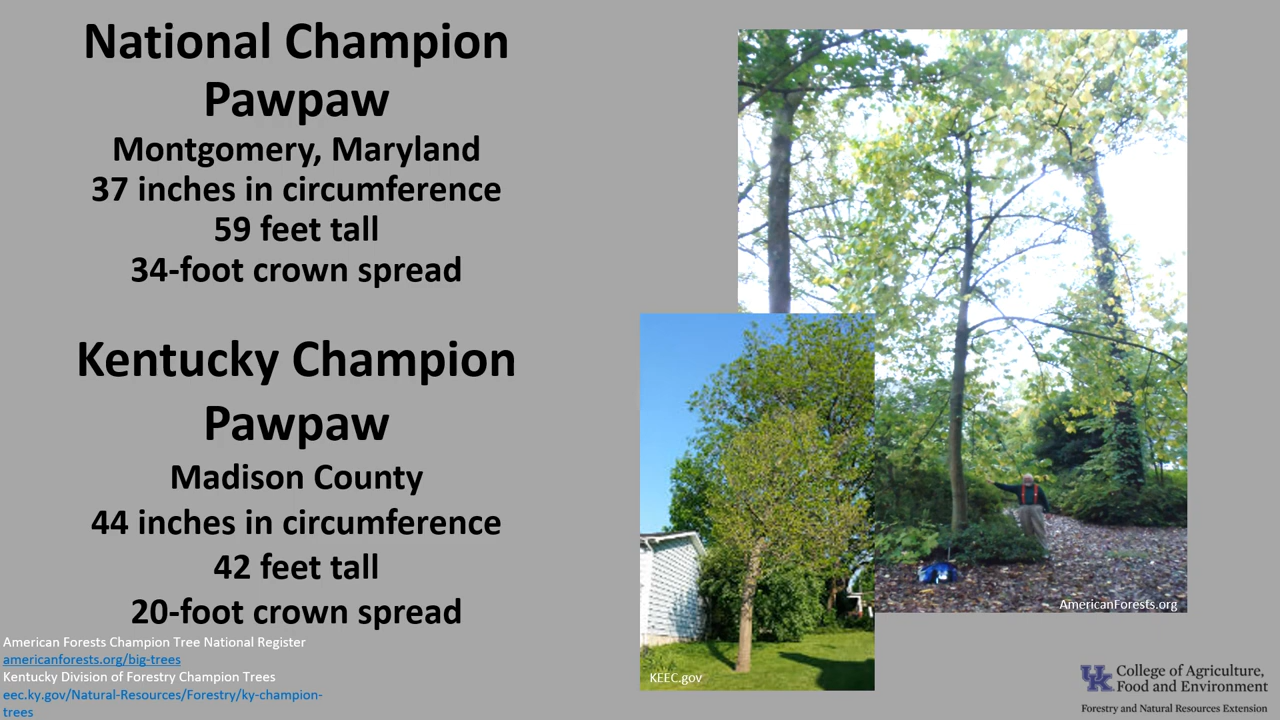 National Champion
Pawpaw
Montgomery, Maryland
37 inches in circumference
59 feet tall
34-foot crown spread
Kentucky Champion
Pawpaw
Madison County
44 inches in circumference
42 feet tall
20-foot crown spread
American Forests Champion Tree National Register
americanforests.org/big-trees
Kentucky Division of Forestry Champion Trees
eec.ky.gov/Natural-Resources/Forestry/ky-champion-
trees
AmericanForests.org
KEEC.gov
UK College of Agriculture,
Food and Environment
Forestry and Natural Resources Extension